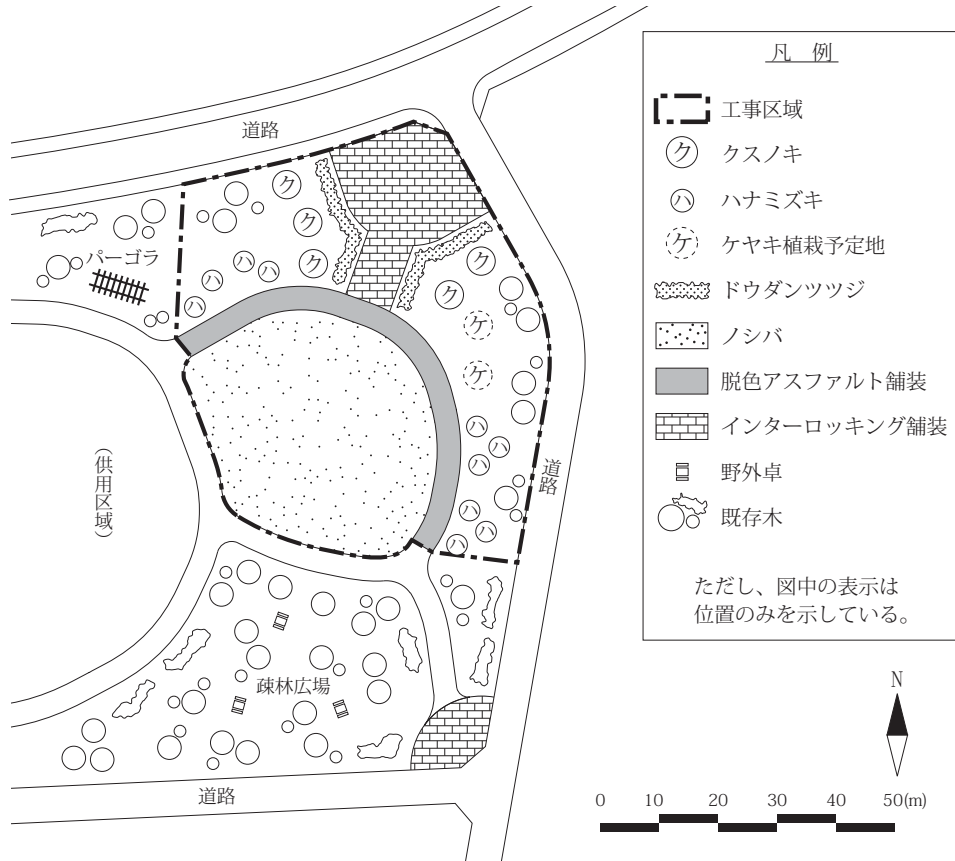 道路
パーゴラ
ク
ク
ク
ハ
ハ
ハ
ハ
ク
ク
ケ
ケ
ハ
ハ
ハ
ハ
ハ
ハ
道路
(供用区域)
疎林広場
道路
凡 例
工事区域
ク クスノキ
ハ ハナミズキ
ケ ケヤキ植栽予定地
ドウダンツツジ
ノシバ
脱色アスファルト舗装
インターロッキング舗装
野外卓
既存木
ただし、図中の表示は
位置のみを示している。
N
0 10 20 30 40 50(m)